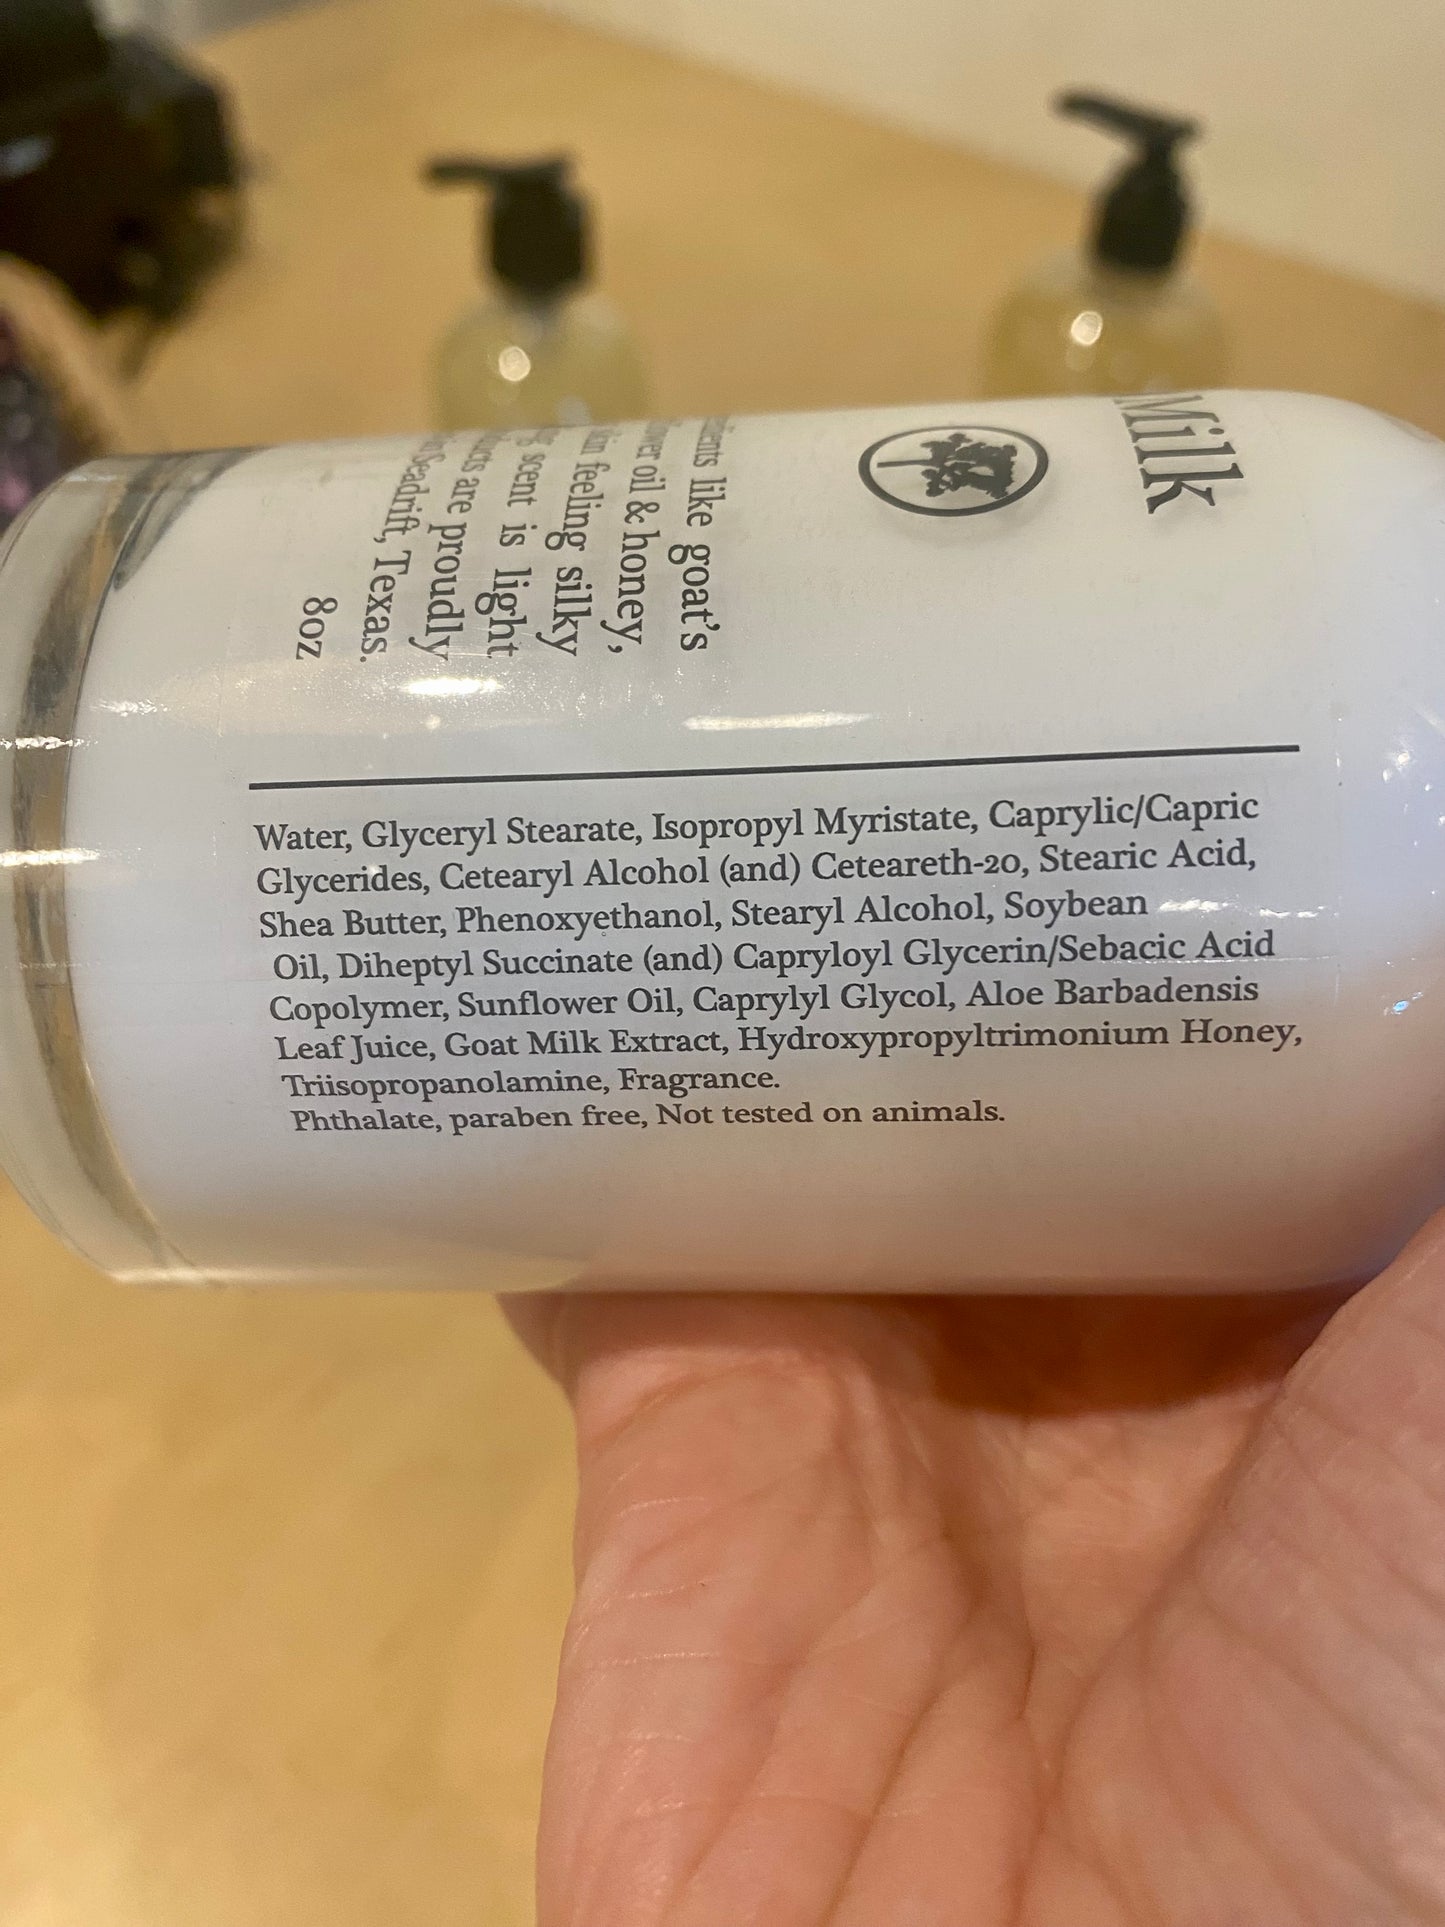 Milk
like goat's
oil & honey,
feeling silky
scent is light
are proudly
Seadrift, Texas.
8oz
Water, Glyceryl Stearate, Isopropyl Myristate, Caprylic/Capric
Glycerides, Cetearyl Alcohol (and) Ceteareth-20, Stearic Acid,
Shea Butter, Phenoxyethanol, Stearyl Alcohol, Soybean
Oil, Diheptyl Succinate (and) Capryloyl Glycerin/Sebacic Acid
Copolymer, Sunflower Oil, Caprylyl Glycol, Aloe Barbadensis
Leaf Juice, Goat Milk Extract, Hydroxypropyltrimonium Honey,
Triisopropanolamine, Fragrance.
Phthalate, paraben free, Not tested on animals.